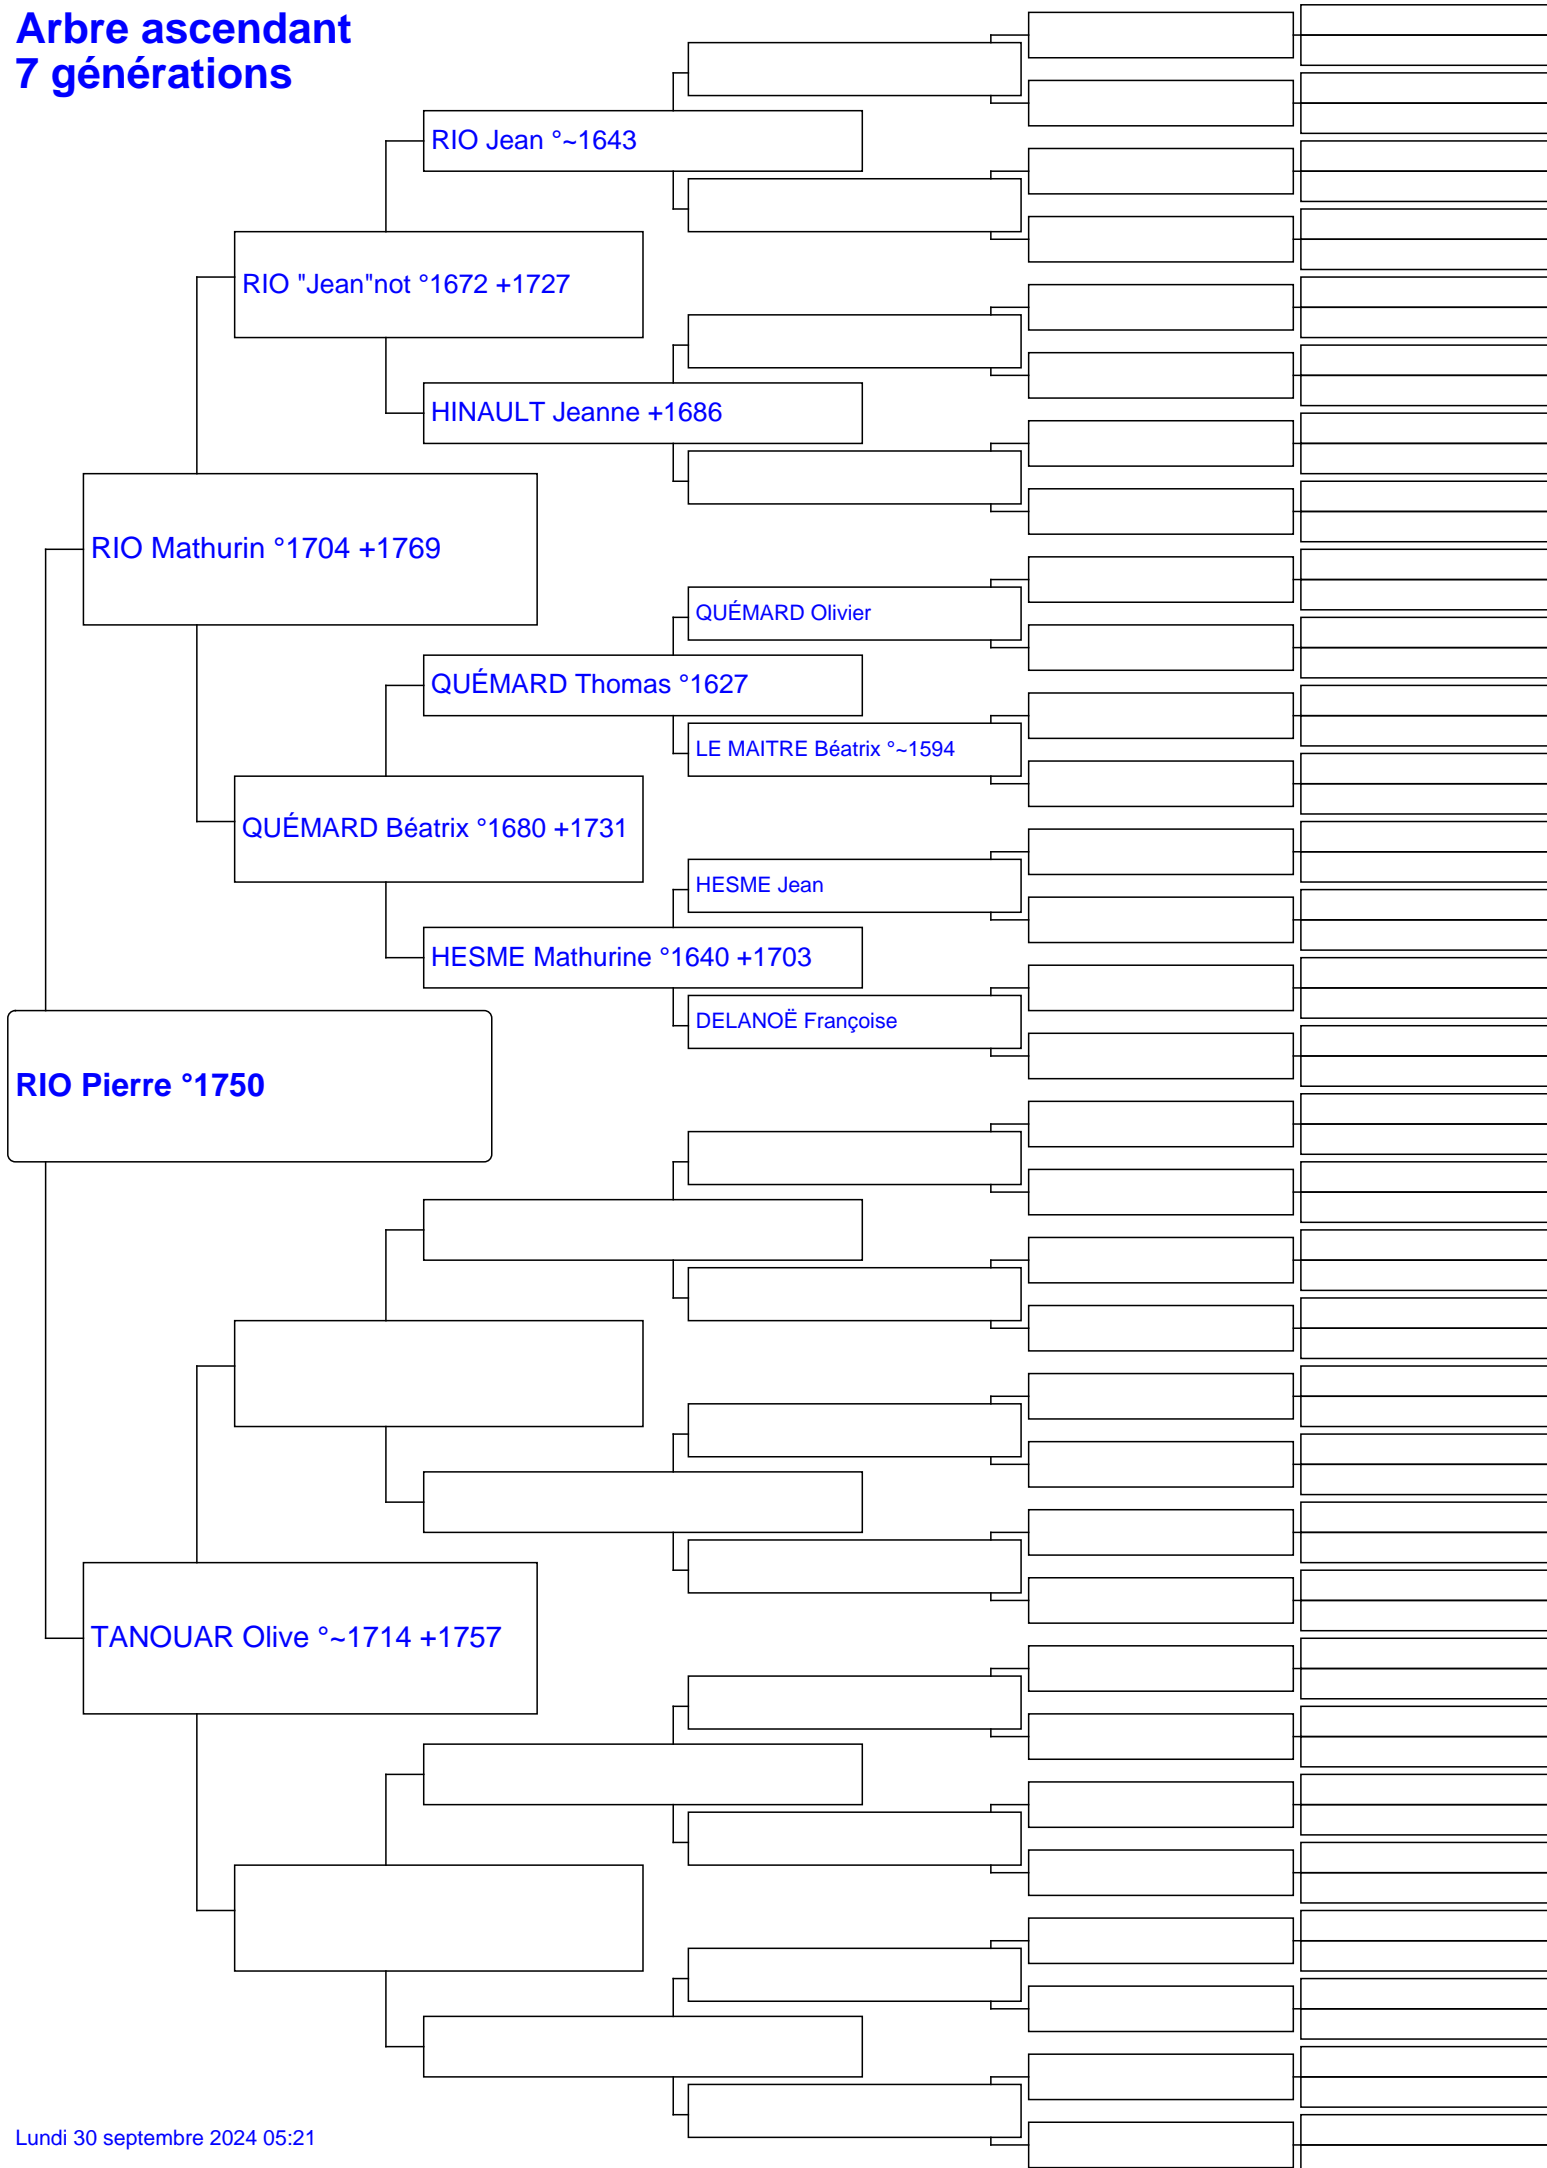 Arbre ascendant
7 générations
RIO Jean °~1643
RIO "Jean"not °1672 +1727
HINAULT Jeanne +1686
RIO Mathurin °1704 +1769
QUÉMARD Olivier
QUÉMARD Thomas °1627
LE MAITRE Béatrix °~1594
QUÉMARD Béatrix °1680 +1731
HESME Jean
HESME Mathurine °1640 +1703
DELANOË Françoise
RIO Pierre °1750
TANOUAR Olive °~1714 +1757
Lundi 30 septembre 2024 05:21